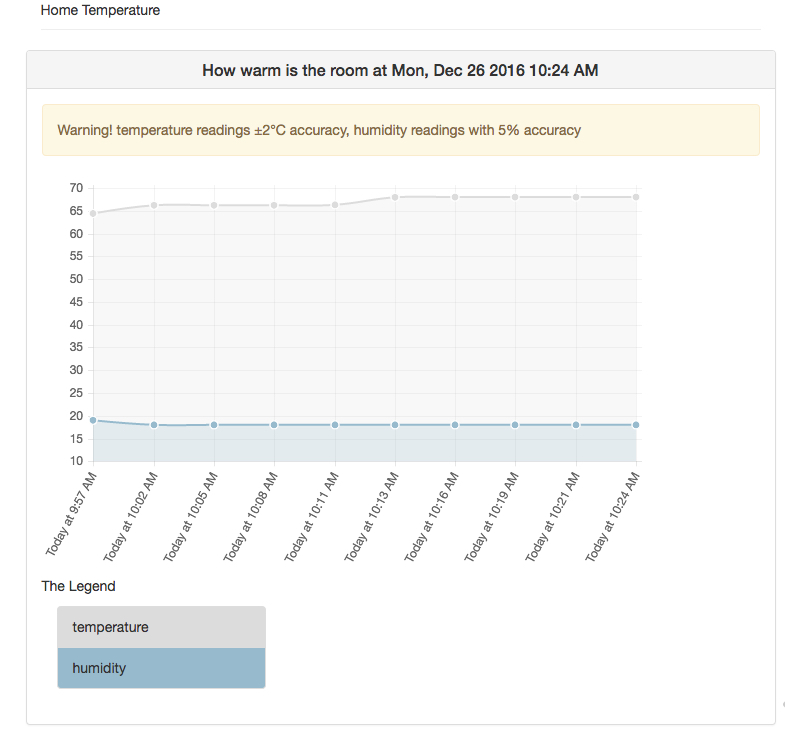 Home Temperature
How warm is the room at Mon, Dec 26 2016 10:24 AM
Warning! temperature readings ±2°C accuracy, humidity readings with 5% accuracy
70
65
60
55
50
45
40
35
30
25
20
15
10
Today at 9:57 AM
Today at 10:02 AM
Today at 10:05 AM
Today at 10:08 AM
Today at 10:11 AM
Today at 10:13 AM
Today at 10:16 AM
Today at 10:19 AM
Today at 10:21 AM
Today at 10:24 AM
The Legend
temperature
humidity